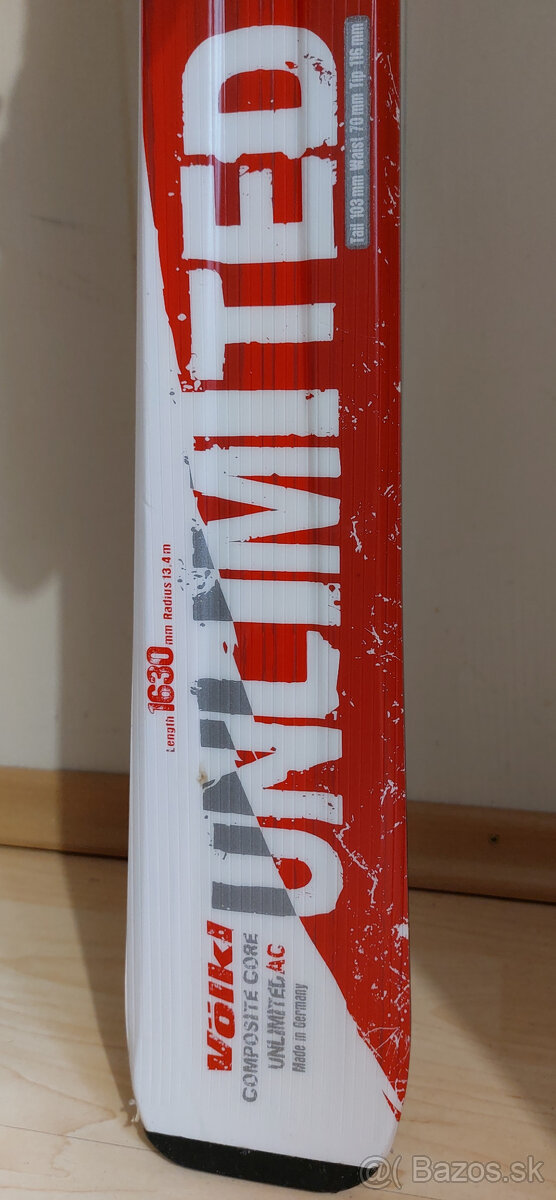 UNLIMITED
Tail 103 mm Waist 70 mm Tip 116 mm
Length 1630 mm Radius 13,4 m
Völkl
COMPOSITE CORE
UNLIMITED AC
Made in Germany
@( Bazos.sk